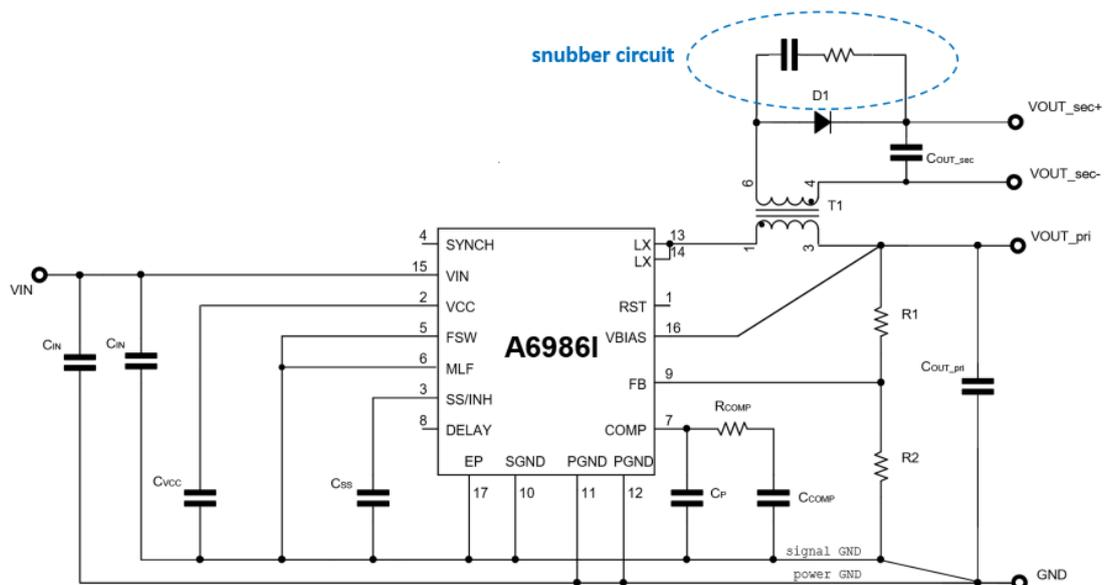 snubber circuit
D1
VOUT_sec+
COUT_sec
VOUT_sec-
6
4
T1
1
3
VOUT_pri
VIN
CIN
CIN
4
SYNCH
15
VIN
2
VCC
5
FSW
6
MLF
3
SS/INH
8
DELAY
A6986I
LX
13
LX
14
RST
1
VBIAS
16
FB
9
COMP
7
EP
SGND
PGND
PGND
17
10
11
12
R1
R2
COUT_pri
RCOMP
CP
CCOMP
CVCC
CSS
signal GND
power GND
GND